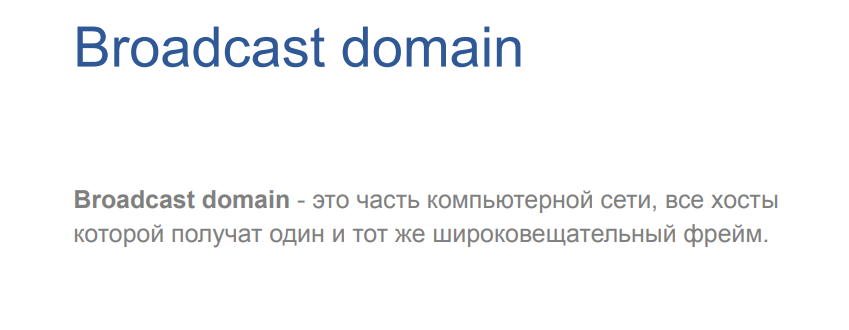 Broadcast domain
Broadcast domain - это часть компьютерной сети, все хосты
которой получат один и тот же широковещательный фрейм.